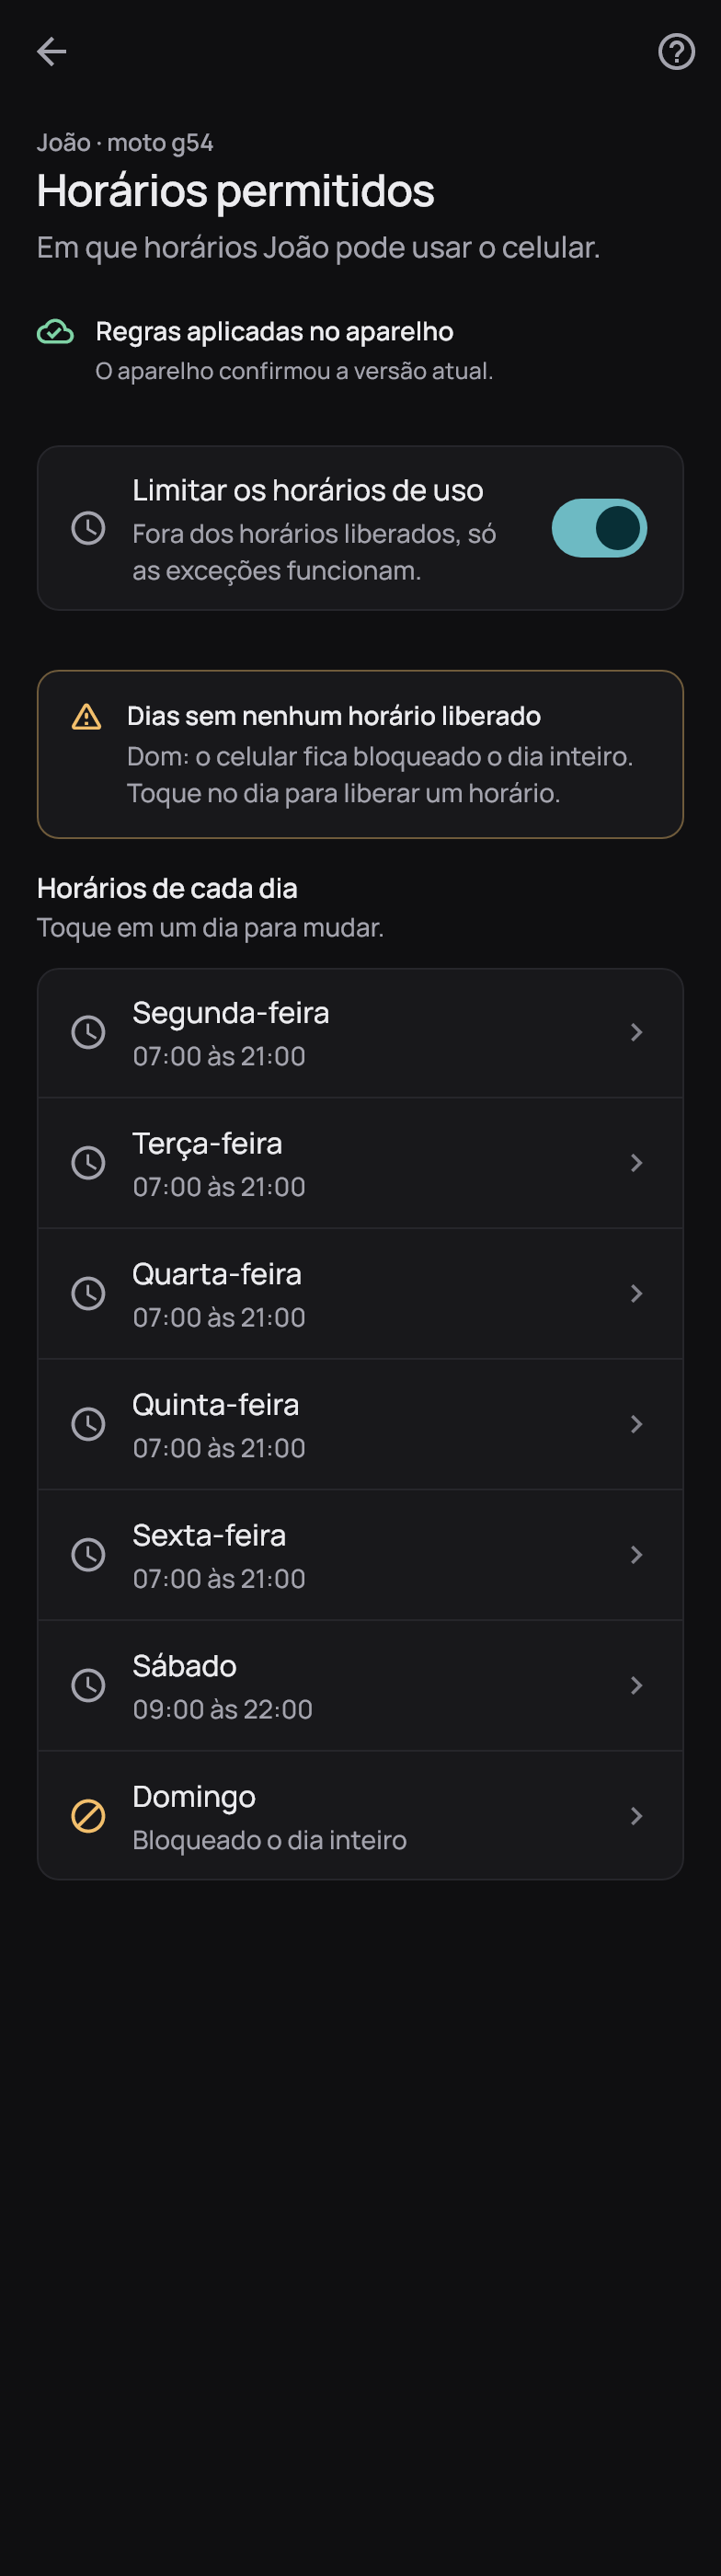 João · moto g54
Horários permitidos
Em que horários João pode usar o celular.
Regras aplicadas no aparelho
O aparelho confirmou a versão atual.
Limitar os horários de uso
Fora dos horários liberados, só
as exceções funcionam.
Dias sem nenhum horário liberado
Dom: o celular fica bloqueado o dia inteiro.
Toque no dia para liberar um horário.
Horários de cada dia
Toque em um dia para mudar.
Segunda-feira
07:00 às 21:00
Terça-feira
07:00 às 21:00
Quarta-feira
07:00 às 21:00
Quinta-feira
07:00 às 21:00
Sexta-feira
07:00 às 21:00
Sábado
09:00 às 22:00
Domingo
Bloqueado o dia inteiro